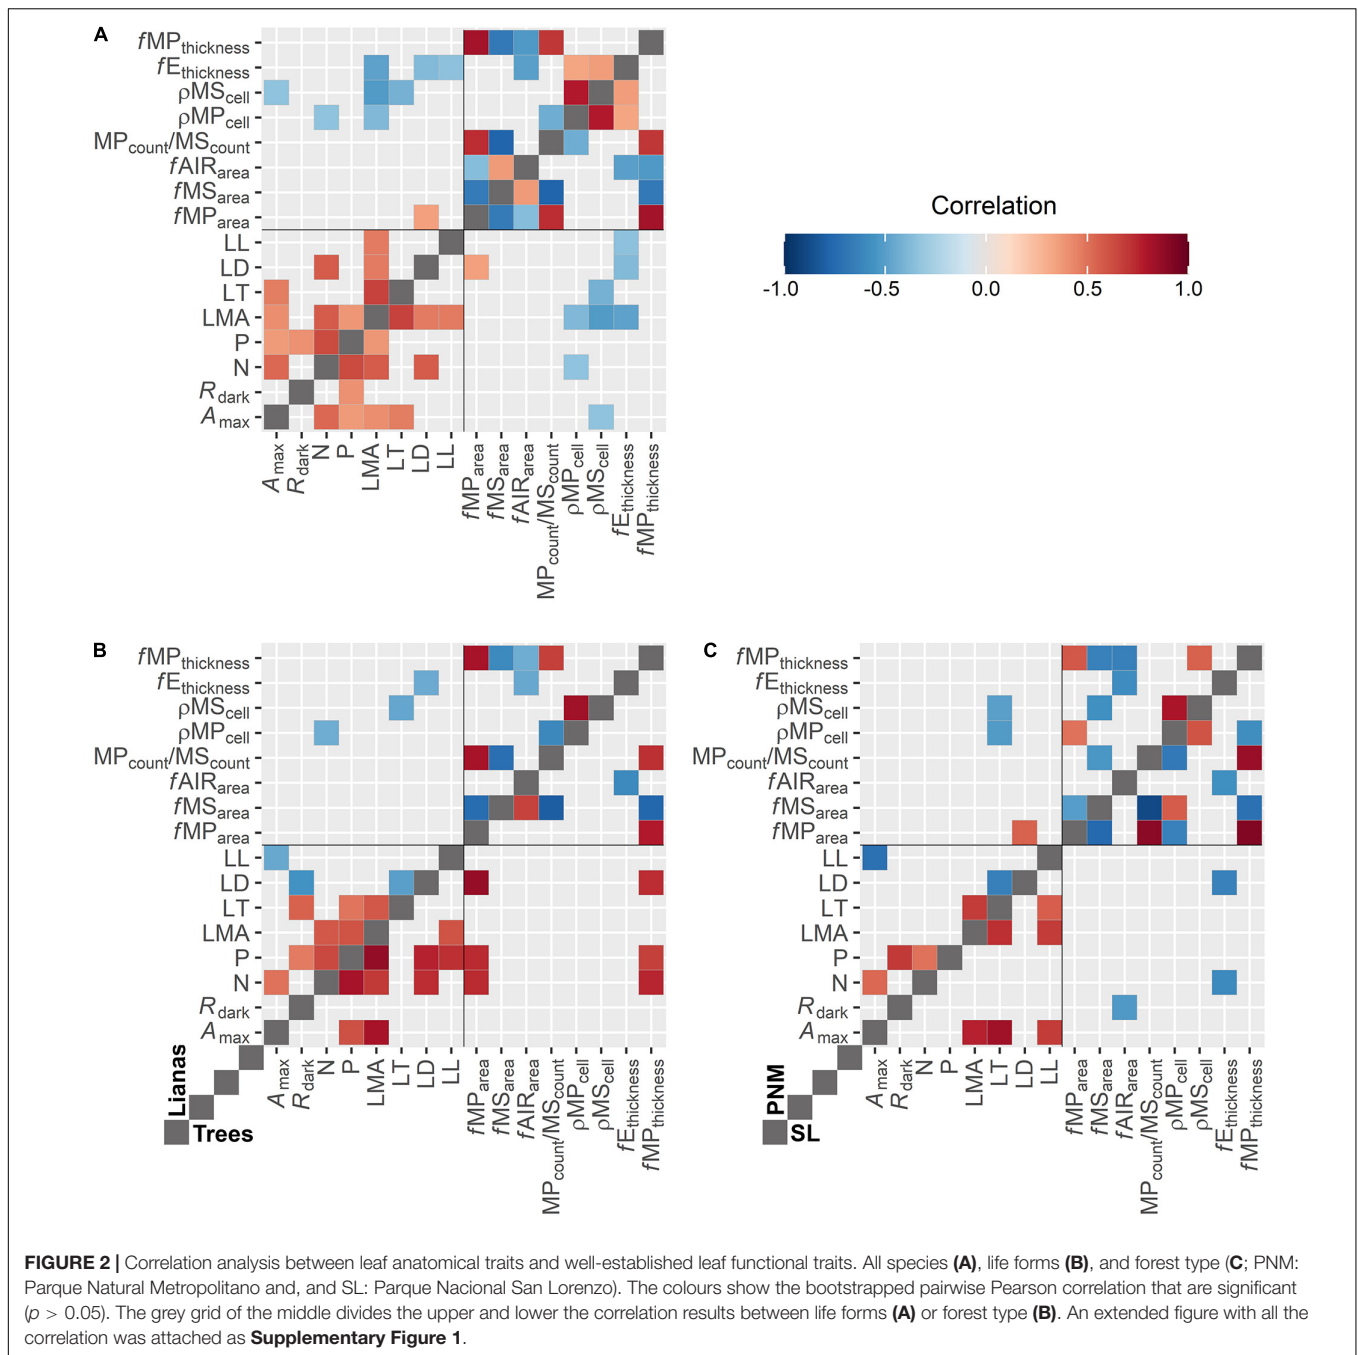 A
fMPthickness
fEthickness
ρMScell
ρMPcell
MPcount/MScount
fAIRarea
fMSarea
fMParea
LL
LD
LT
LMA
P
N
Rdark
Amax
Amax Rdark N P LMA LT LD LL fMParea fMSarea fAIRarea MPcount/MScount ρMPcell ρMScell fEthickness fMPthickness
Correlation
-1.0 -0.5 0.0 0.5 1.0
B
fMPthickness
fEthickness
ρMScell
ρMPcell
MPcount/MScount
fAIRarea
fMSarea
fMParea
LL
LD
LT
LMA
P
N
Rdark
Amax
Amax Rdark N P LMA LT LD LL fMParea fMSarea fAIRarea MPcount/MScount ρMPcell ρMScell fEthickness fMPthickness
Lianas
Trees
C
fMPthickness
fEthickness
ρMScell
ρMPcell
MPcount/MScount
fAIRarea
fMSarea
fMParea
LL
LD
LT
LMA
P
N
Rdark
Amax
Amax Rdark N P LMA LT LD LL fMParea fMSarea fAIRarea MPcount/MScount ρMPcell ρMScell fEthickness fMPthickness
PNM
SL
FIGURE 2 | Correlation analysis between leaf anatomical traits and well-established leaf functional traits. All species (A), life forms (B), and forest type (C; PNM:
Parque Natural Metropolitano and, and SL: Parque Nacional San Lorenzo). The colours show the bootstrapped pairwise Pearson correlation that are significant
(p > 0.05). The grey grid of the middle divides the upper and lower the correlation results between life forms (A) or forest type (B). An extended figure with all the
correlation was attached as Supplementary Figure 1.